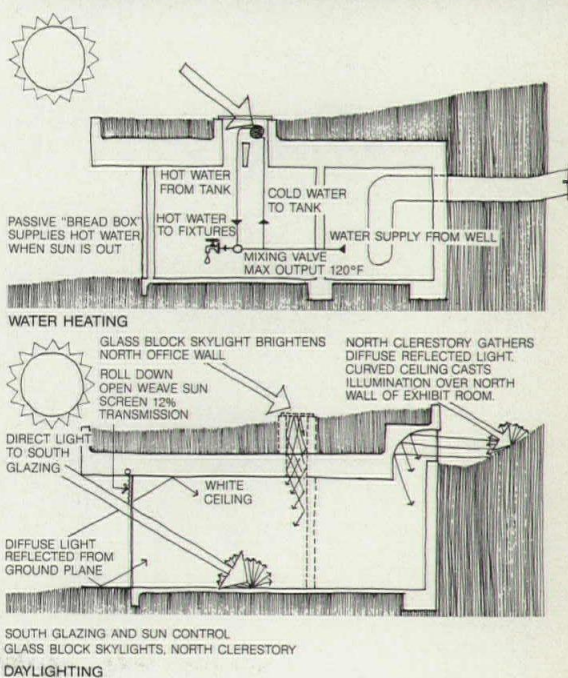 HOT WATER
FROM TANK
COLD WATER
TO TANK
PASSIVE "BREAD BOX"
SUPPLIES HOT WATER
WHEN SUN IS OUT
HOT WATER
TO FIXTURES
WATER SUPPLY FROM WELL
MIXING VALVE
MAX OUTPUT 120°F
WATER HEATING
GLASS BLOCK SKYLIGHT BRIGHTENS
NORTH OFFICE WALL
NORTH CLERESTORY GATHERS
DIFFUSE REFLECTED LIGHT.
CURVED CEILING CASTS
ILLUMINATION OVER NORTH
WALL OF EXHIBIT ROOM.
ROLL DOWN
OPEN WEAVE SUN
SCREEN 12%
TRANSMISSION
DIRECT LIGHT
TO SOUTH
GLAZING
WHITE
CEILING
DIFFUSE LIGHT
REFLECTED FROM
GROUND PLANE
SOUTH GLAZING AND SUN CONTROL
GLASS BLOCK SKYLIGHTS, NORTH CLERESTORY
DAYLIGHTING